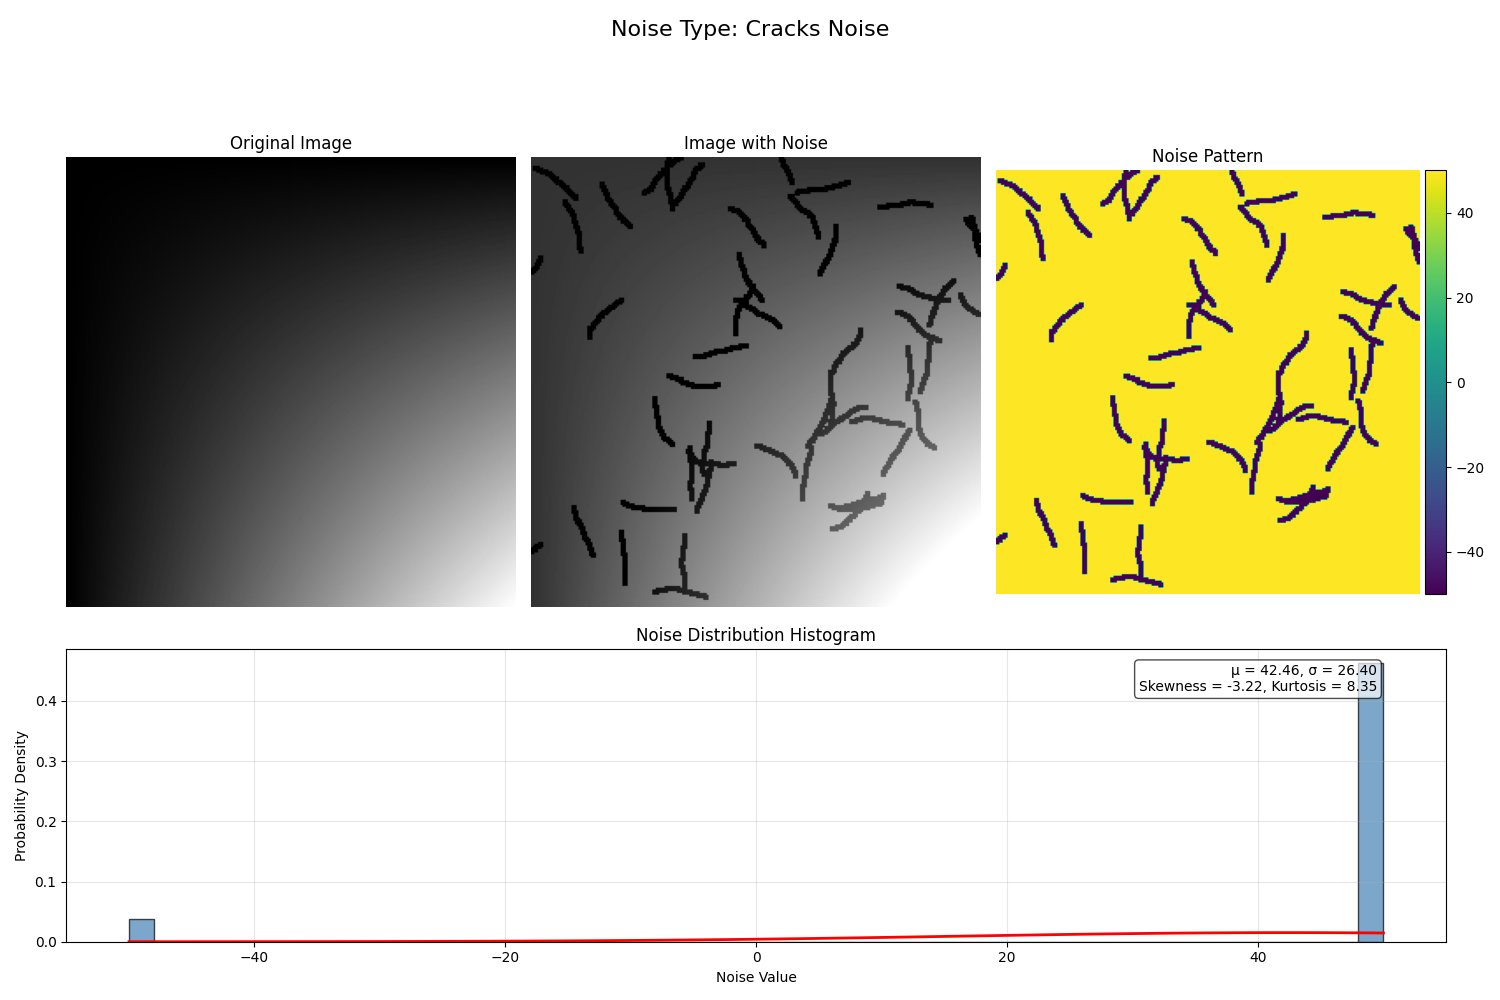 Noise Type: Cracks Noise
Original Image
Image with Noise
Noise Pattern
40
20
0
−20
−40
Noise Distribution Histogram
μ = 42.46, σ = 26.40
Skewness = -3.22, Kurtosis = 8.35
Probability Density
0.4
0.3
0.2
0.1
0.0
−40
−20
0
20
40
Noise Value